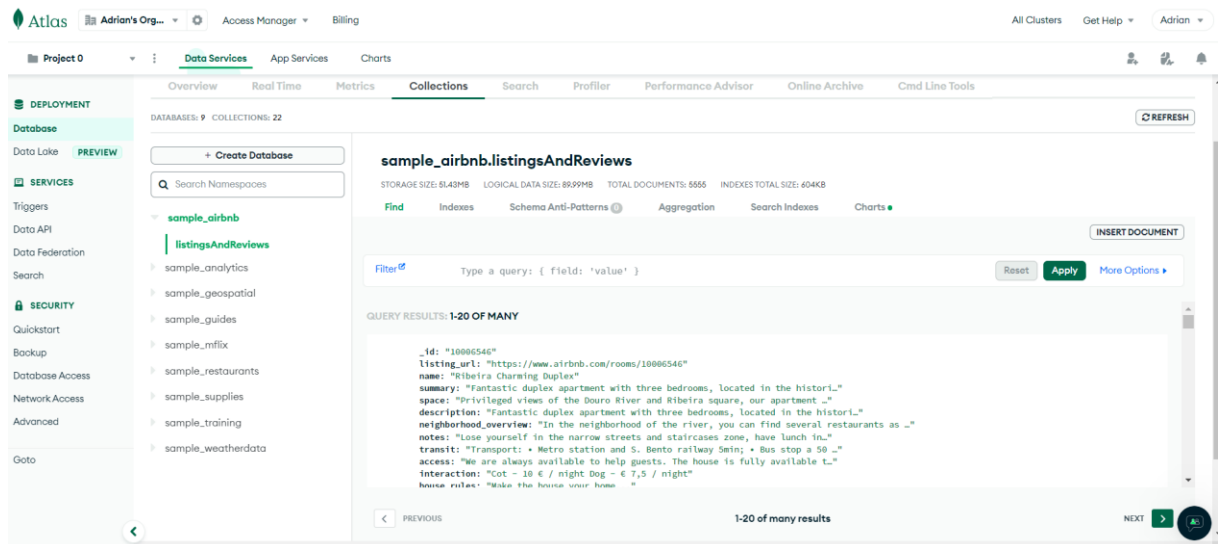 Atlas
Adrian's Org...
Access Manager
Billing
All Clusters
Get Help
Adrian
Project 0
Data Services
App Services
Charts
Overview
Real Time
Metrics
Collections
Search
Profiler
Performance Advisor
Online Archive
Cmd Line Tools
DEPLOYMENT
Database
Data Lake
PREVIEW
SERVICES
Triggers
Data API
Data Federation
Search
SECURITY
Quickstart
Backup
Database Access
Network Access
Advanced
Goto
DATABASES: 9 COLLECTIONS: 22
REFRESH
+ Create Database
Search Namespaces
sample_airbnb
listingsAndReviews
sample_analytics
sample_geospatial
sample_guides
sample_mflix
sample_restaurants
sample_supplies
sample_training
sample_weatherdata
sample_airbnb.listingsAndReviews
STORAGE SIZE: 51.43MB LOGICAL DATA SIZE: 89.99MB TOTAL DOCUMENTS: 5555 INDEXES TOTAL SIZE: 604KB
Find
Indexes
Schema Anti-Patterns 0
Aggregation
Search Indexes
Charts
INSERT DOCUMENT
Filter
Type a query: { field: 'value' }
Reset
Apply
More Options
QUERY RESULTS: 1-20 OF MANY
_id: "10006546"
listing_url: "https://www.airbnb.com/rooms/10006546"
name: "Ribeira Charming Duplex"
summary: "Fantastic duplex apartment with three bedrooms, located in the histori…"
space: "Privileged views of the Douro River and Ribeira square, our apartment …"
description: "Fantastic duplex apartment with three bedrooms, located in the histori…"
neighborhood_overview: "In the neighborhood of the river, you can find several restaurants as …"
notes: "Lose yourself in the narrow streets and staircases zone, have lunch in…"
transit: "Transport: • Metro station and S. Bento railway 5min; • Bus stop a 50 …"
access: "We are always available to help guests. The house is fully available t…"
interaction: "Cot - 10 € / night Dog - € 7,5 / night"
house_rules: "Make the house your home..."
PREVIOUS
1-20 of many results
NEXT